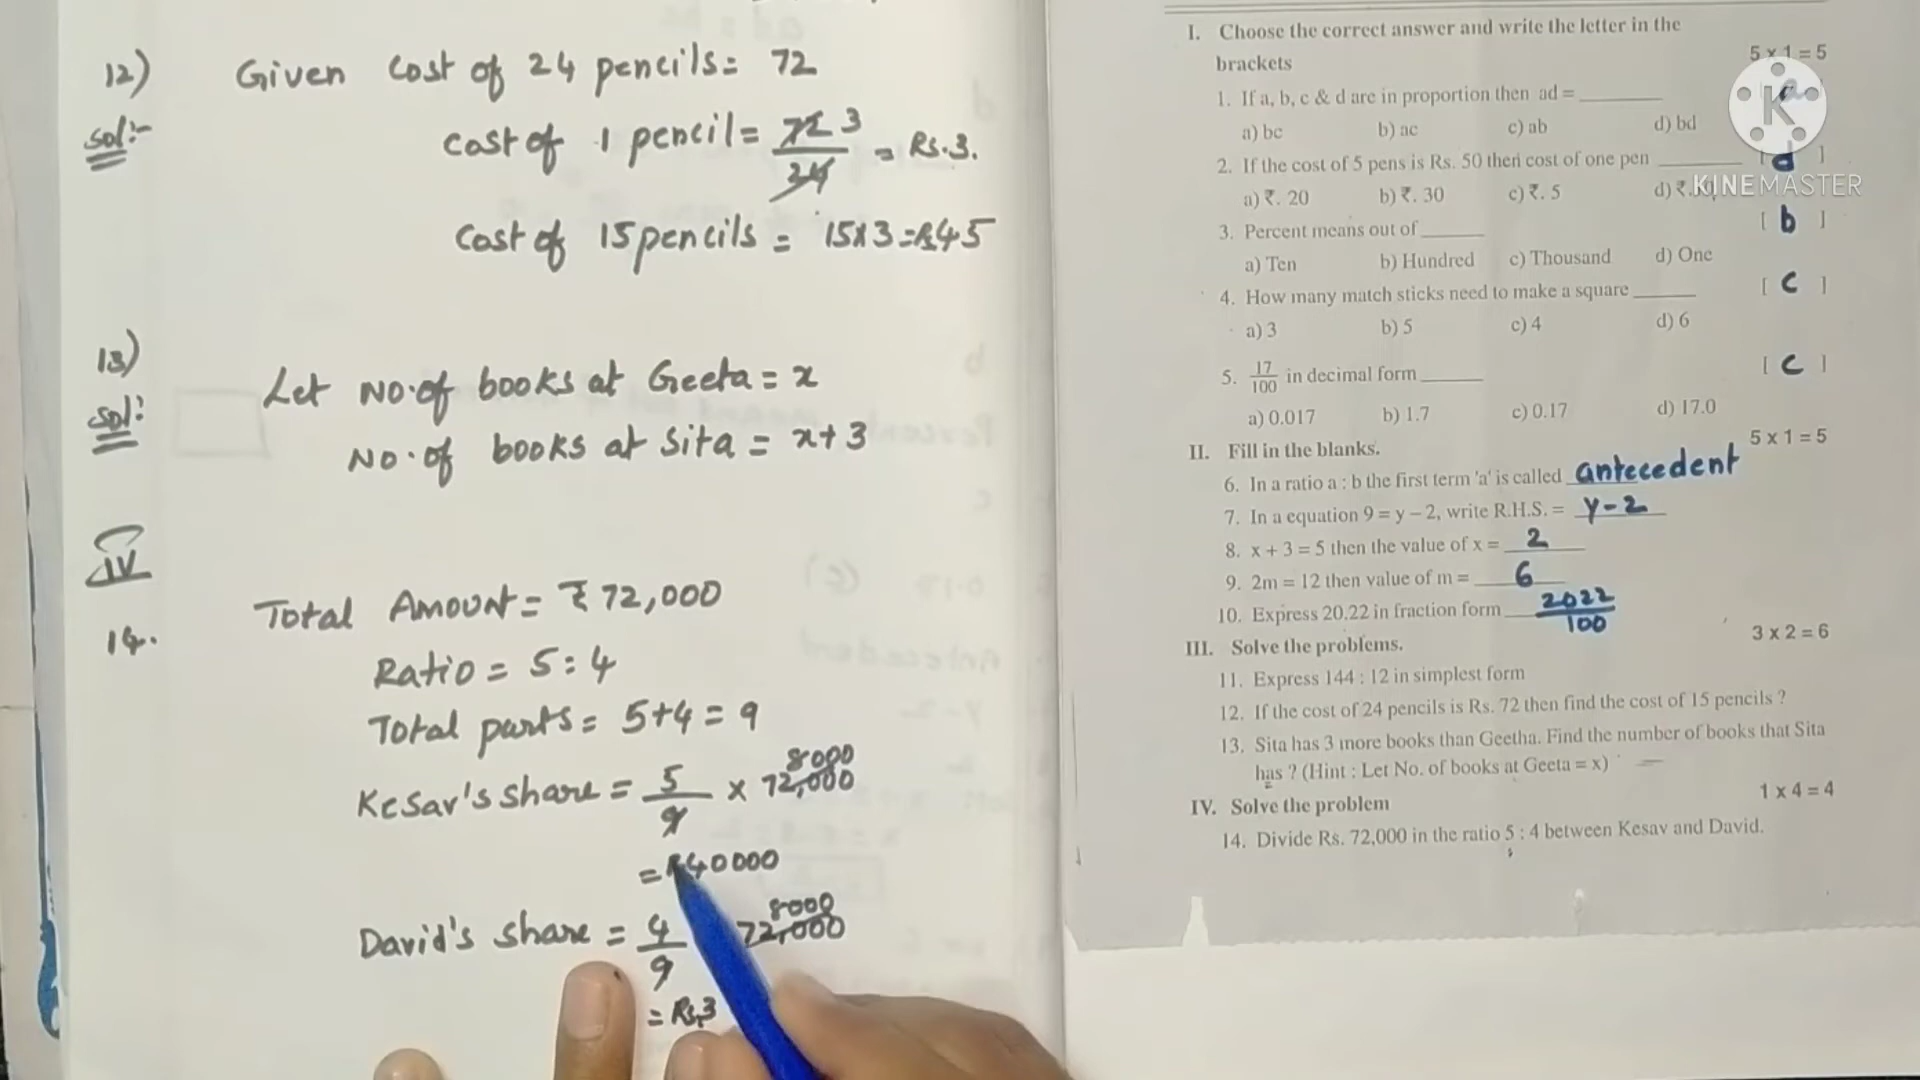 12) Given cost of 24 pencils = 72
Sol:-
cost of 1 pencil = 72 3 / 24 = Rs.3.
cost of 15 pencils = 15x3 = Rs45
13)
Sol:
Let No.of books at Geeta = x
No.of books at Sita = x+3
IV
14.
Total Amount = ₹72,000
Ratio = 5:4
Total parts = 5+4 = 9
Kesav's share = 5/9 x 72,000 8000
= Rs40000
David's share = 4/9 72,000 8000
= Rs.3
I. Choose the correct answer and write the letter in the
brackets 5 x 1 = 5
1. If a, b, c & d are in proportion then ad = ______
a) bc b) ac c) ab d) bd
2. If the cost of 5 pens is Rs. 50 then cost of one pen ______ [ d ]
a) ₹. 20 b) ₹. 30 c) ₹. 5 d) ₹.
3. Percent means out of ______ [ b ]
a) Ten b) Hundred c) Thousand d) One
4. How many match sticks need to make a square ______ [ c ]
a) 3 b) 5 c) 4 d) 6
5. 17/100 in decimal form ______ [ c ]
a) 0.017 b) 1.7 c) 0.17 d) 17.0
II. Fill in the blanks. 5 x 1 = 5
6. In a ratio a : b the first term 'a' is called antecedent
7. In a equation 9 = y – 2, write R.H.S. = y-2
8. x + 3 = 5 then the value of x = 2
9. 2m = 12 then value of m = 6
10. Express 20.22 in fraction form 2022/100
III. Solve the problems. 3 x 2 = 6
11. Express 144 : 12 in simplest form
12. If the cost of 24 pencils is Rs. 72 then find the cost of 15 pencils ?
13. Sita has 3 more books than Geetha. Find the number of books that Sita
has ? (Hint : Let No. of books at Geeta = x)
IV. Solve the problem 1 x 4 = 4
14. Divide Rs. 72,000 in the ratio 5 : 4 between Kesav and David.
K
KINEMASTER